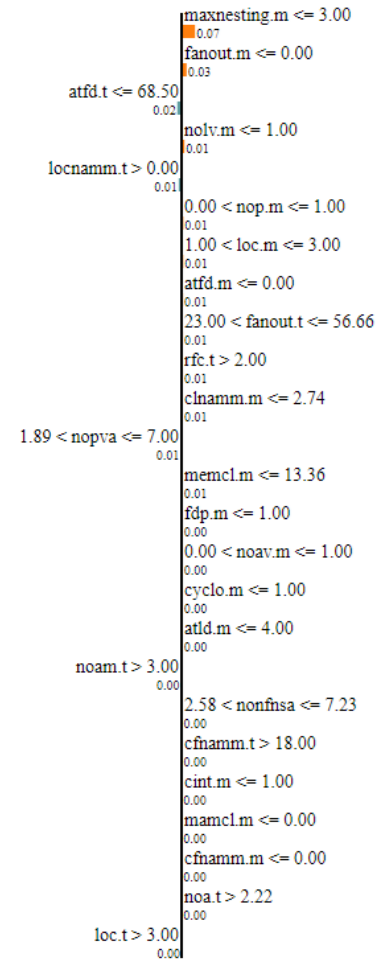 maxnesting.m <= 3.00
0.07
fanout.m <= 0.00
0.03
atfd.t <= 68.50
0.02
nolv.m <= 1.00
0.01
locnamm.t > 0.00
0.01
0.00 < nop.m <= 1.00
0.01
1.00 < loc.m <= 3.00
0.01
atfd.m <= 0.00
0.01
23.00 < fanout.t <= 56.66
0.01
rfc.t > 2.00
0.01
clnamm.m <= 2.74
0.01
1.89 < nopva <= 7.00
0.01
memcl.m <= 13.36
0.01
fdp.m <= 1.00
0.00
0.00 < noav.m <= 1.00
0.00
cyclo.m <= 1.00
0.00
atld.m <= 4.00
0.00
noam.t > 3.00
0.00
2.58 < nonfnsa <= 7.23
0.00
cfnamm.t > 18.00
0.00
cint.m <= 1.00
0.00
mamcl.m <= 0.00
0.00
cfnamm.m <= 0.00
0.00
noa.t > 2.22
0.00
loc.t > 3.00
0.00